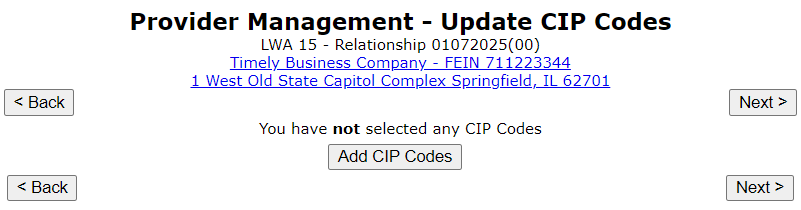 Provider Management - Update CIP Codes
LWA 15 - Relationship 01072025(00)
Timely Business Company - FEIN 711223344
1 West Old State Capitol Complex Springfield, IL 62701
< Back
Next >
You have not selected any CIP Codes
Add CIP Codes
< Back
Next >